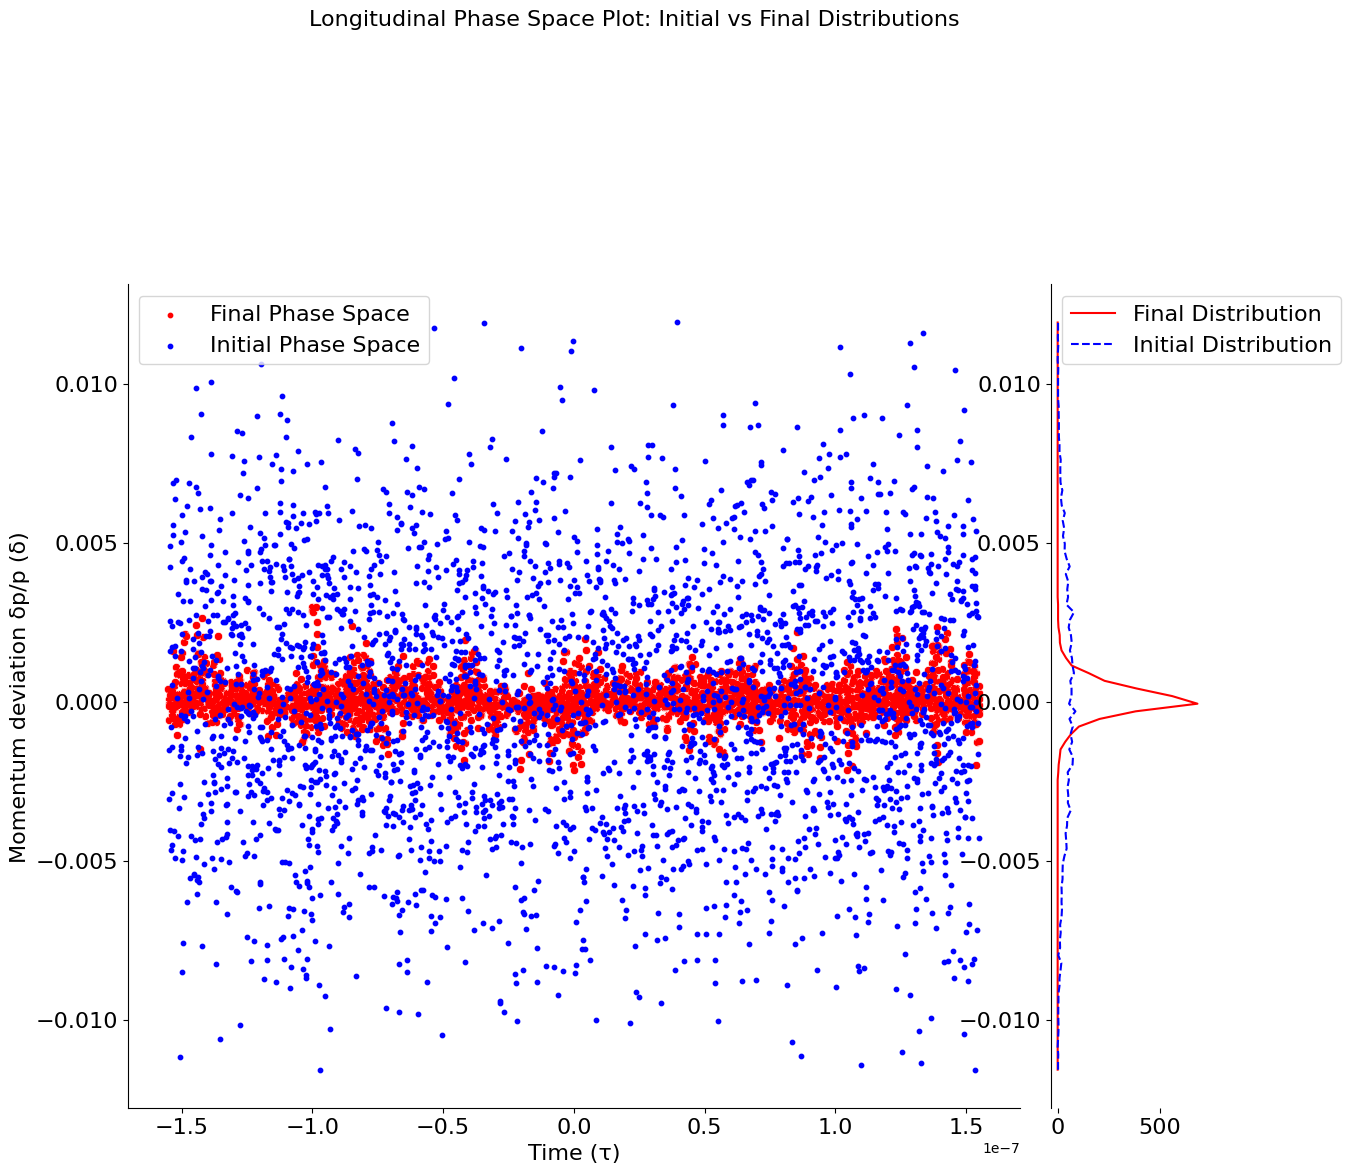 Longitudinal Phase Space Plot: Initial vs Final Distributions
Final Phase Space
Initial Phase Space
Final Distribution
Initial Distribution
Momentum deviation δp/p (δ)
0.010
0.005
0.000
−0.005
−0.010
0.010
0.005
0.000
−0.005
−0.010
−1.5
−1.0
−0.5
0.0
0.5
1.0
1.5
1e−7
Time (τ)
0
500